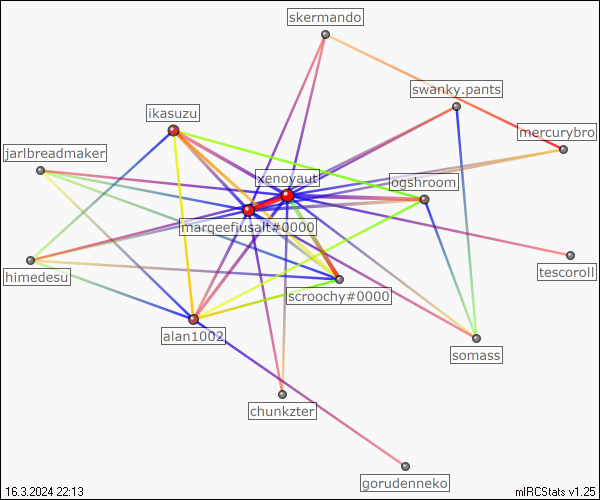 skermando
swanky.pants
ikasuzu
mercurybro
jarlbreadmaker
xenoyaut
ogshroom
marqeefiusalt#0000
himedesu
tescoroll
scroochy#0000
alan1002
somass
chunkzter
gorudenneko
16.3.2024 22:13
mIRCStats v1.25